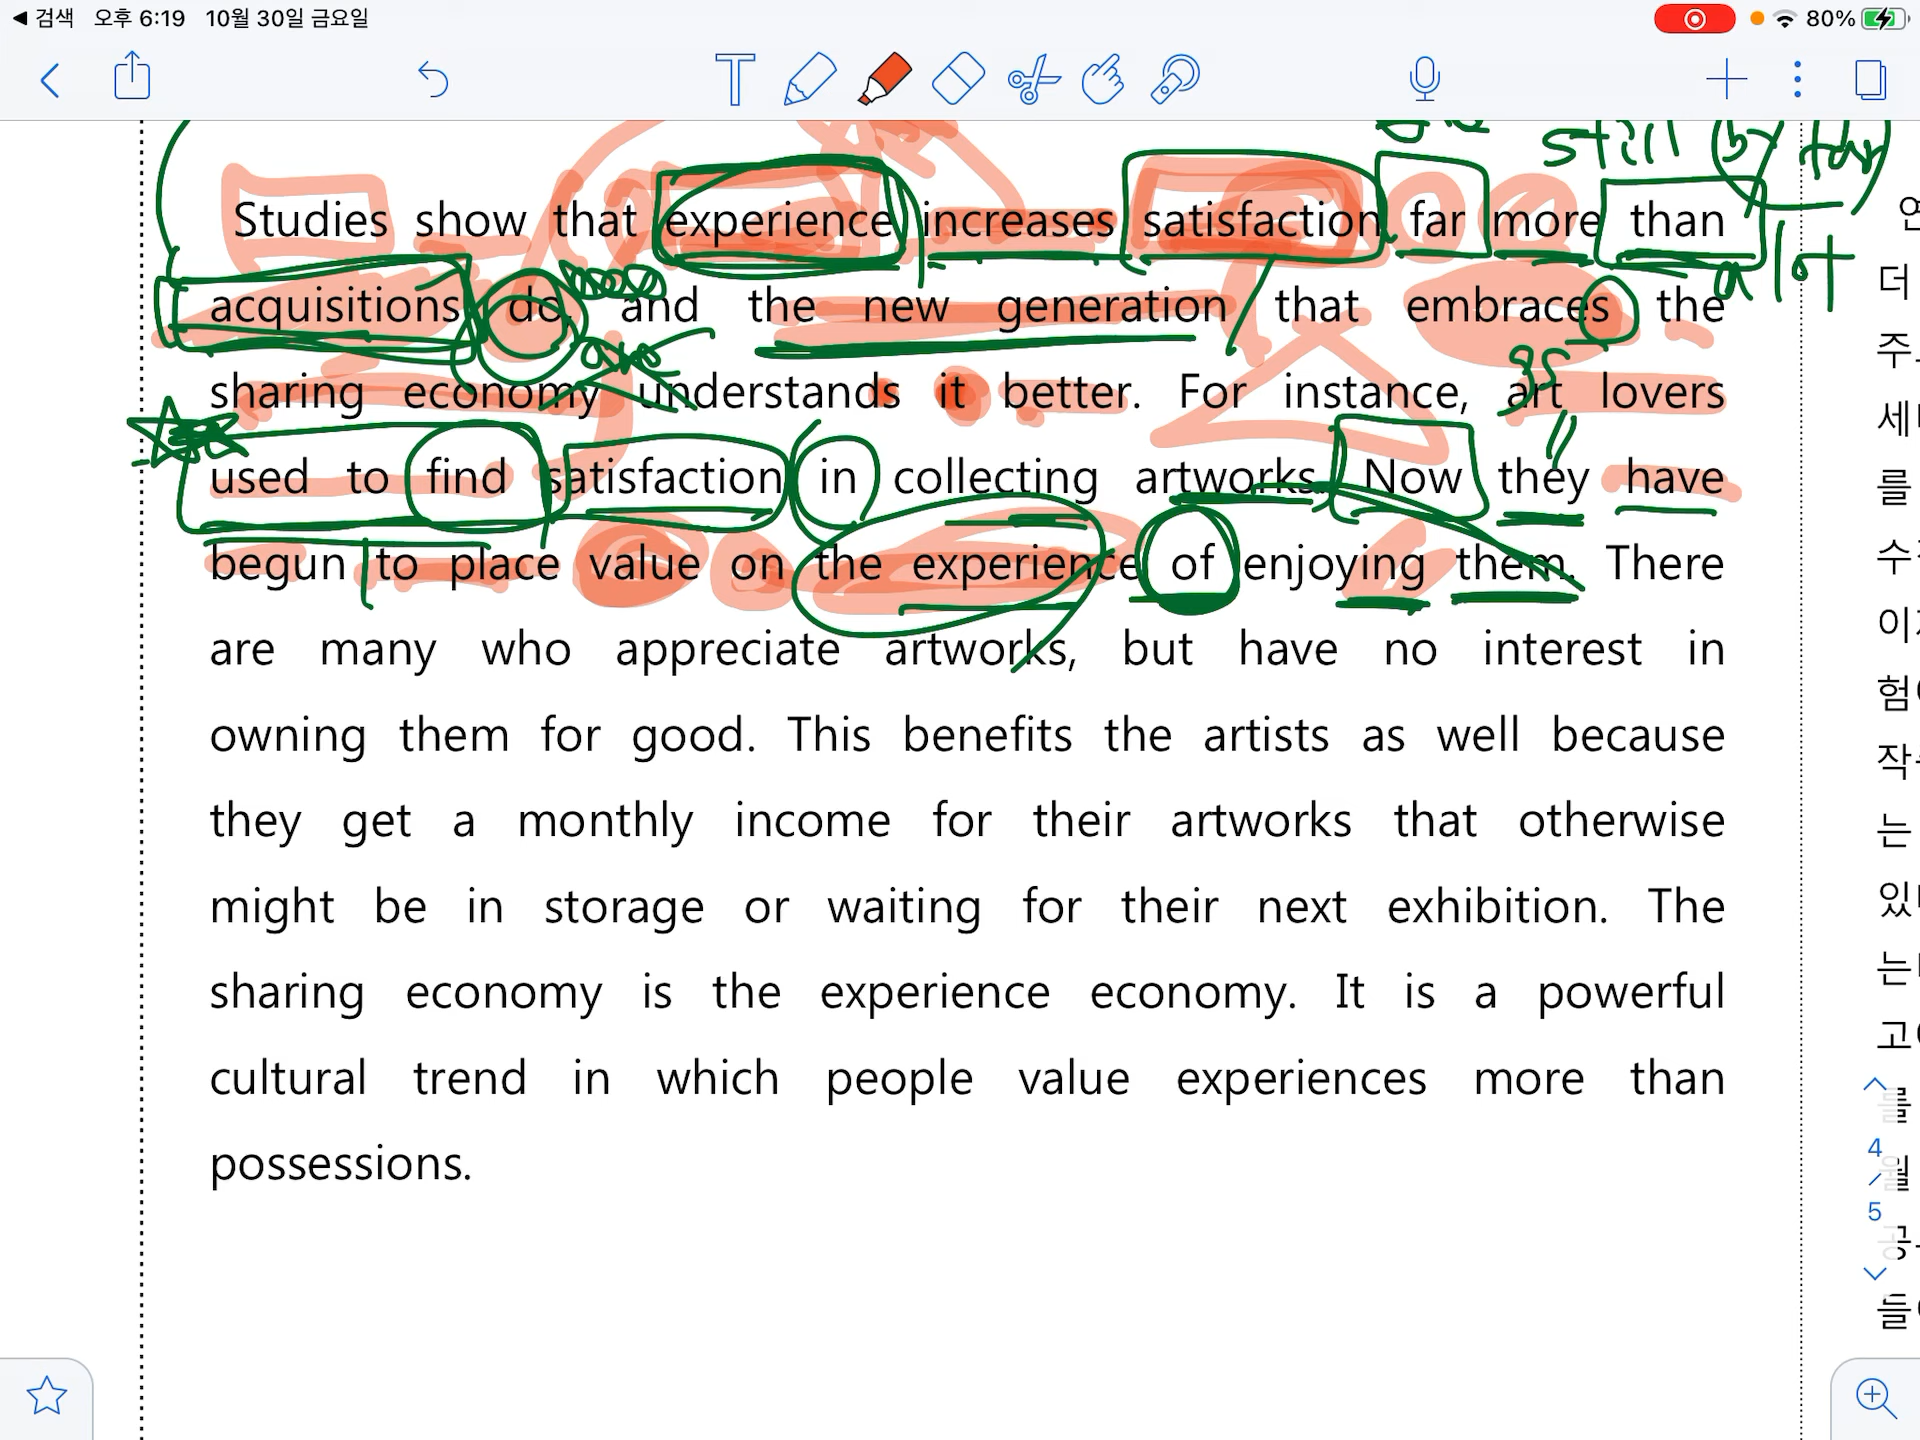 검색 오후 6:19 10월 30일 금요일 80%
still by far
Studies show that experience increases satisfaction far more than
a lot
acquisitions do, and the new generation that embraces the
are
sharing economy understands it better. For instance, art lovers
used to find satisfaction in collecting artworks. Now they have
begun to place value on the experience of enjoying them. There
are many who appreciate artworks, but have no interest in
owning them for good. This benefits the artists as well because
they get a monthly income for their artworks that otherwise
might be in storage or waiting for their next exhibition. The
sharing economy is the experience economy. It is a powerful
cultural trend in which people value experiences more than
possessions.
더
를
이
험
는
있
는
고
4
/
5
들